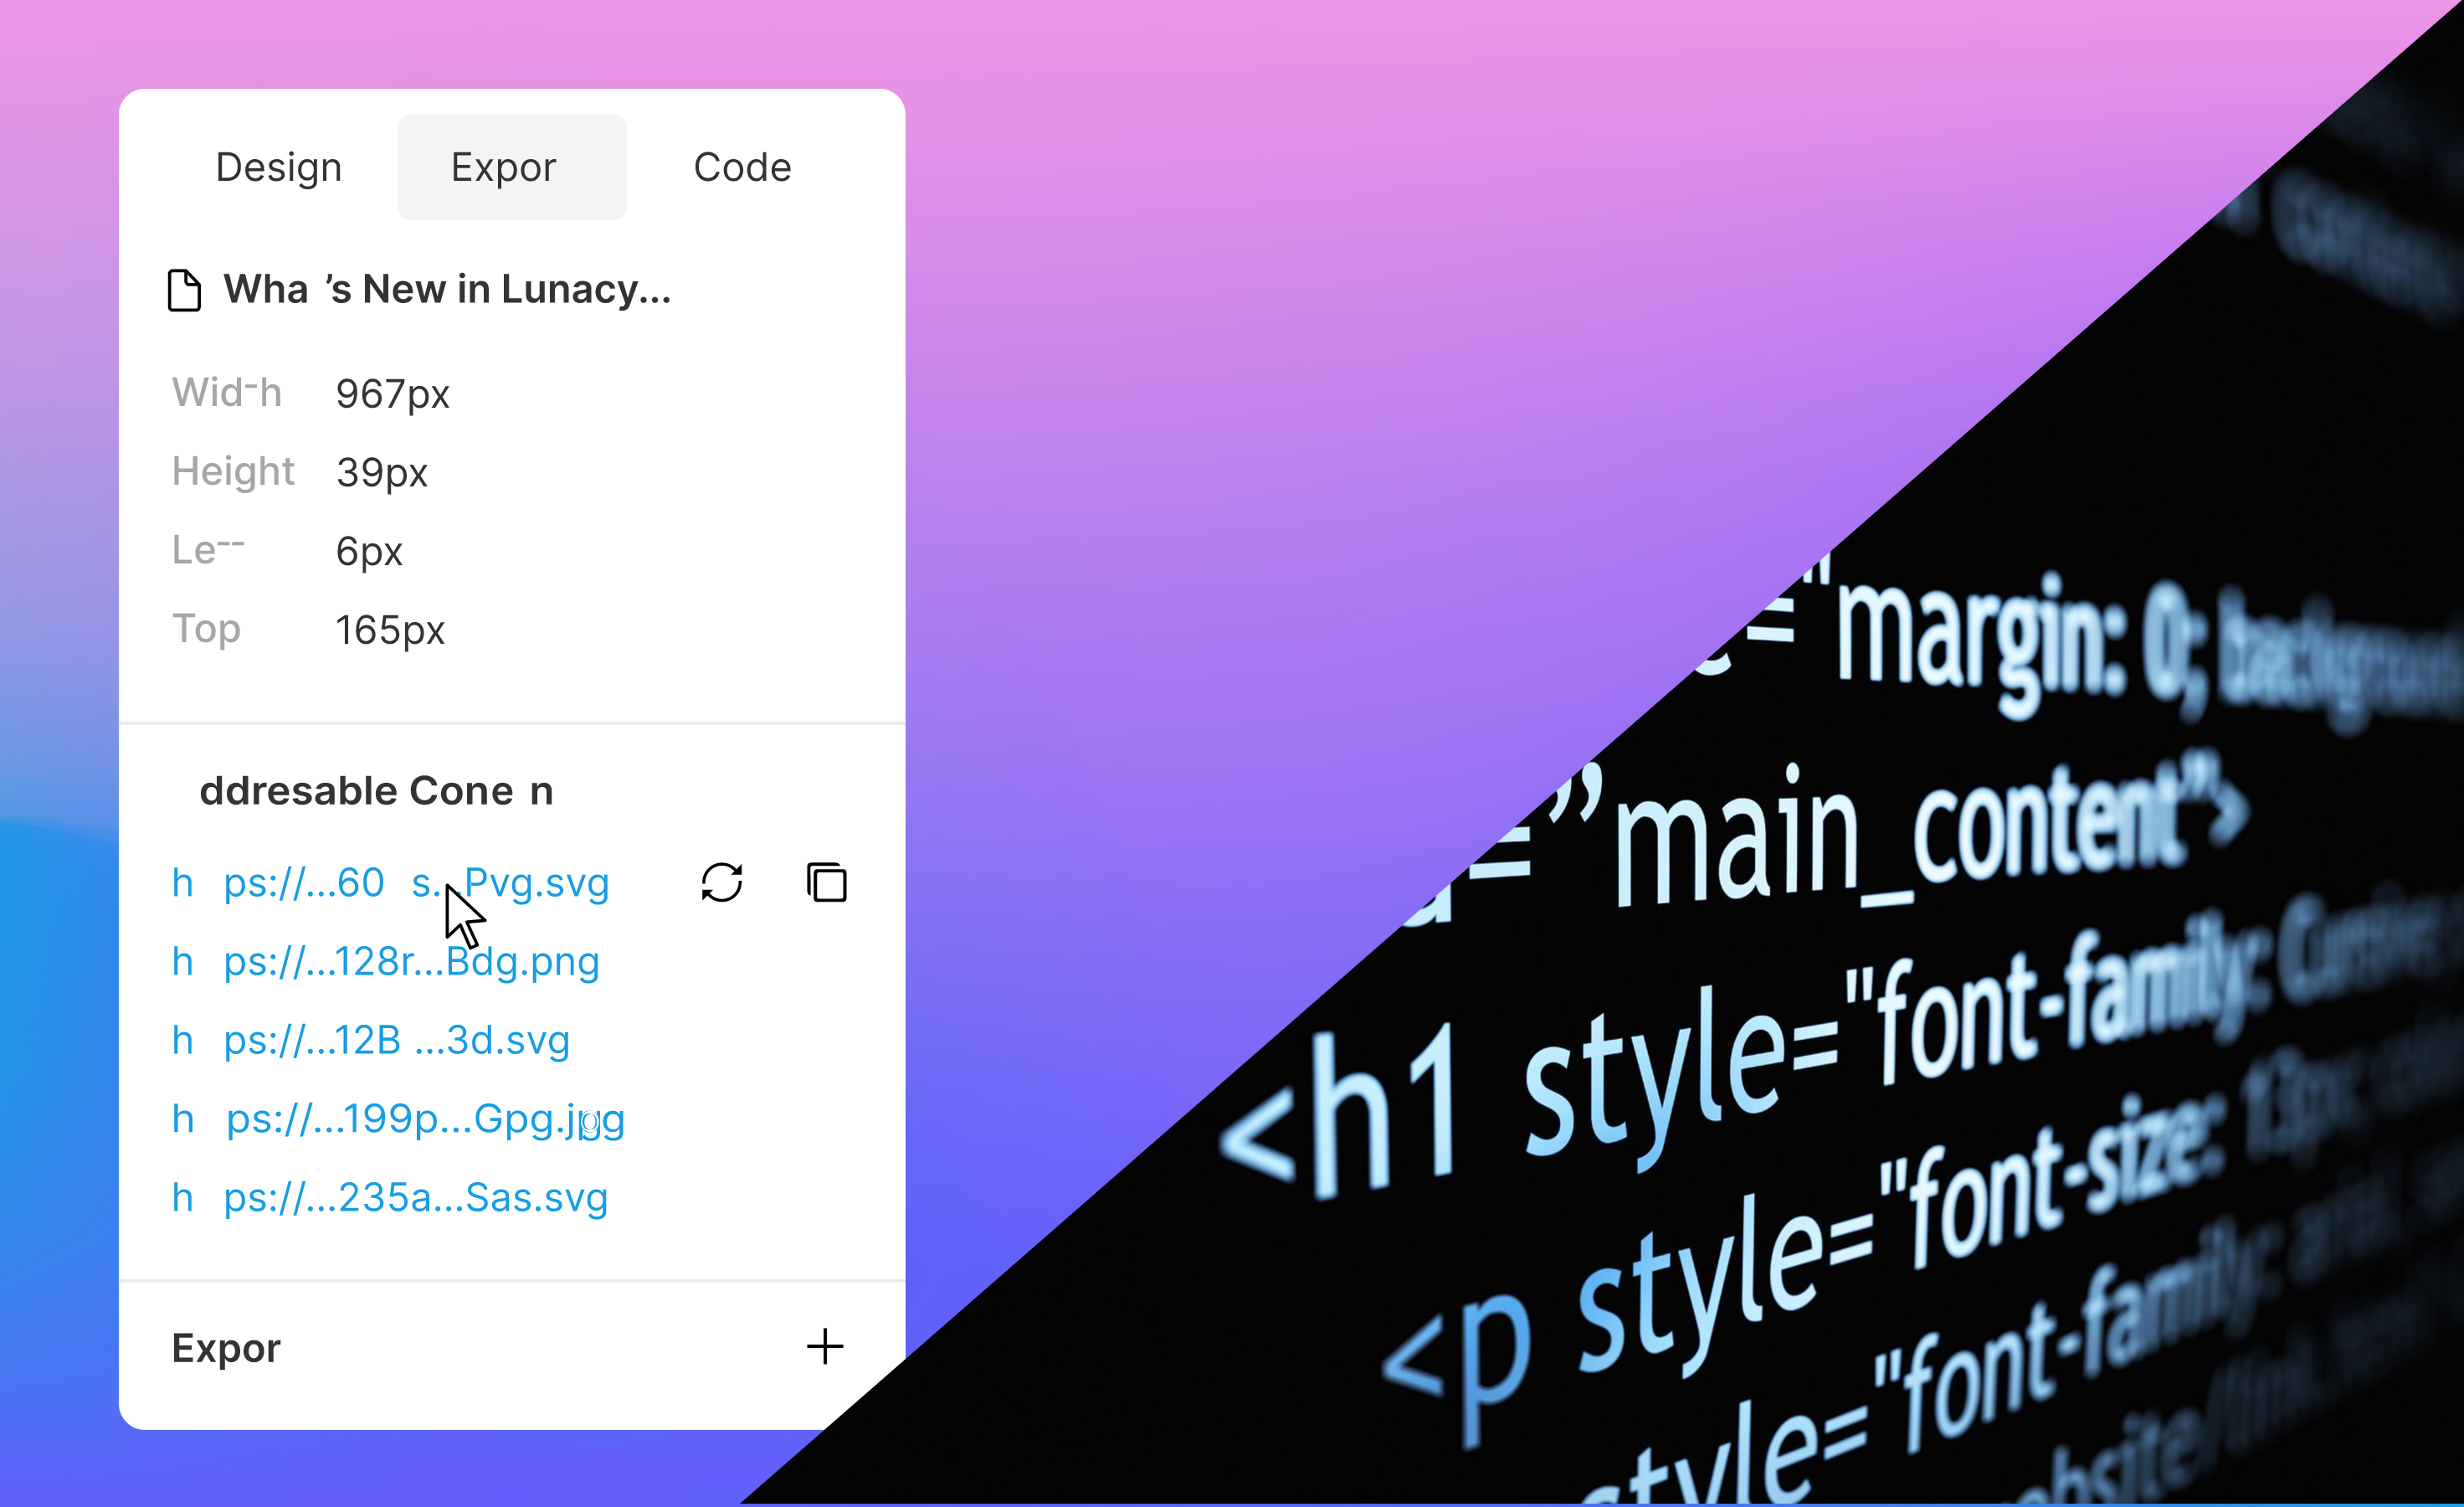 Design Expor Code
Wha ’s New in Lunacy...
Wid-h 967px
Height 39px
Le-- 6px
Top 165px
ddresable Cone n
h ps://...60 s...Pvg.svg
h ps://...128r...Bdg.png
h ps://...12B ...3d.svg
h ps://...199p...Gpg.jpg
h ps://...235a...Sas.svg
Expor
="margin: 0; background
=”main_content”>
<h1 style="font-family: Cursive
<p style="font-size: 13px
style="font-family: arial,